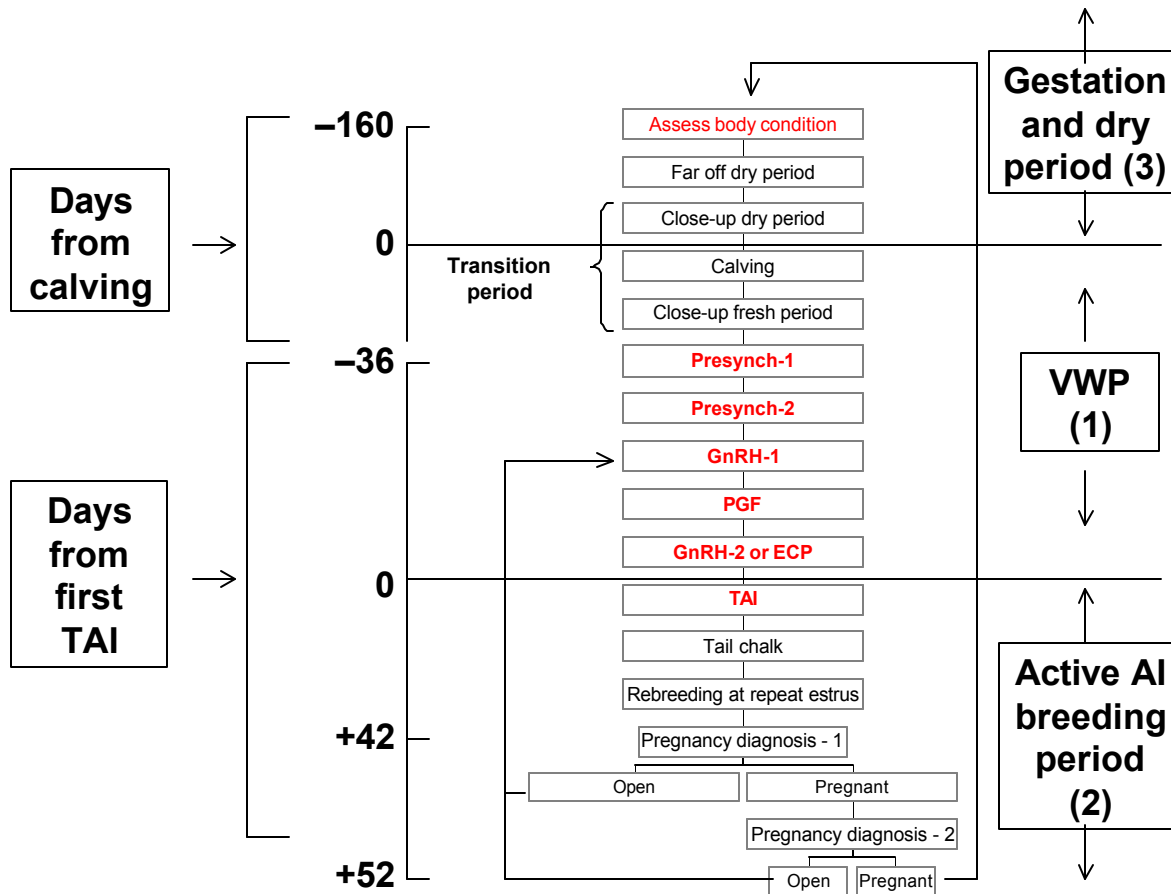 Days
from
calving
Days
from
first
TAI
–160
0
–36
0
+42
+52
Transition
period
Assess body condition
Far off dry period
Close-up dry period
Calving
Close-up fresh period
Presynch-1
Presynch-2
GnRH-1
PGF
GnRH-2 or ECP
TAI
Tail chalk
Rebreeding at repeat estrus
Pregnancy diagnosis - 1
Open
Pregnant
Pregnancy diagnosis - 2
Open
Pregnant
Gestation
and dry
period (3)
VWP
(1)
Active AI
breeding
period
(2)